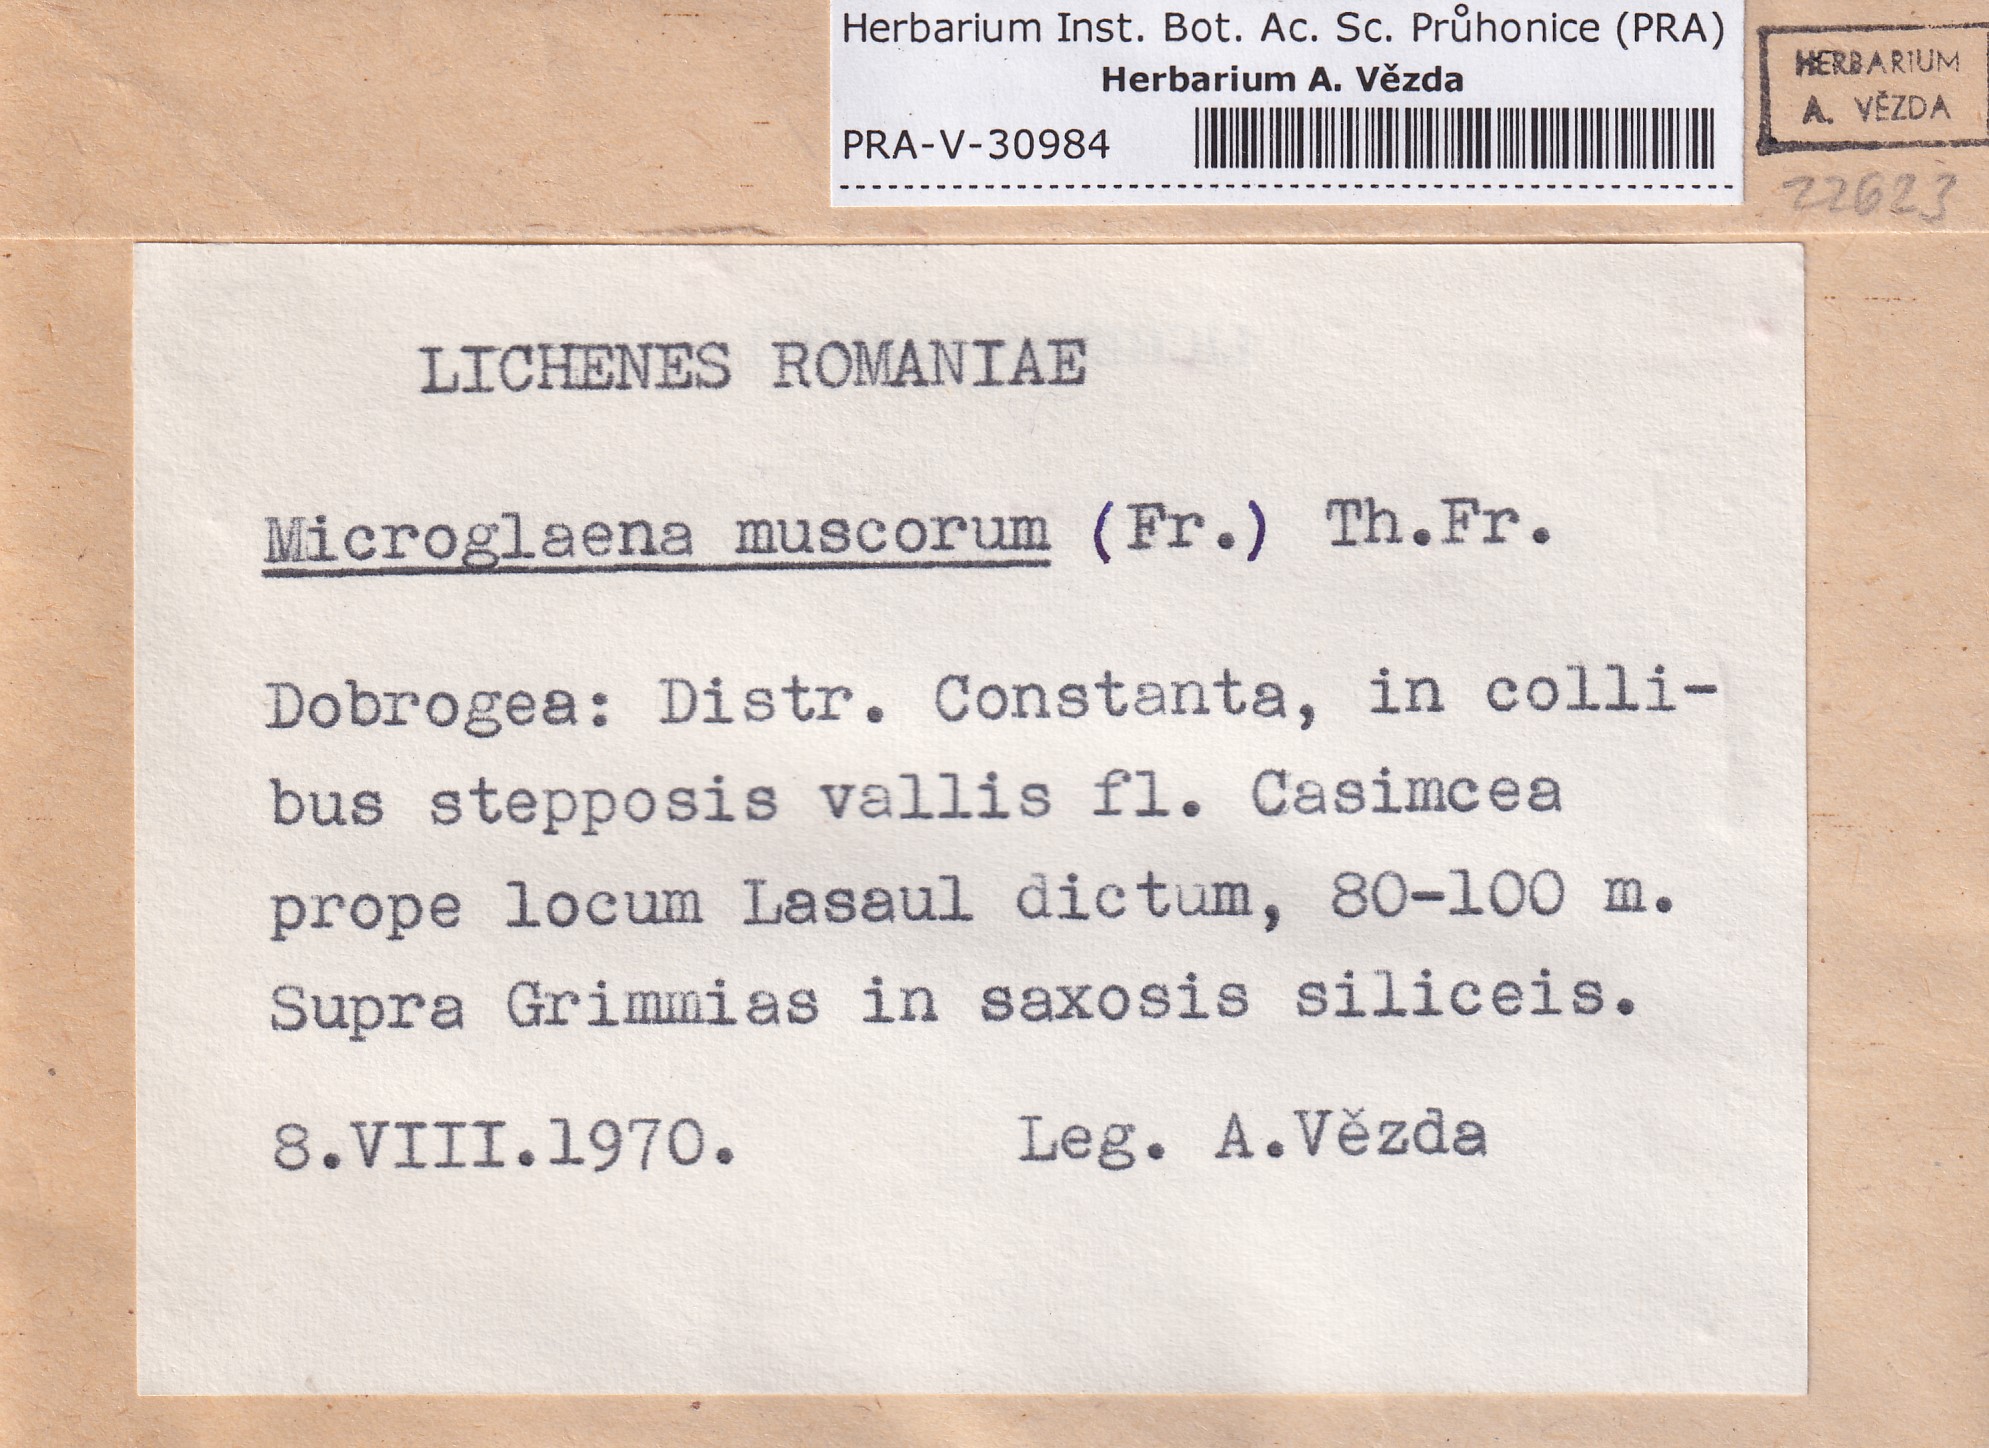 Herbarium Inst. Bot. Ac. Sc. Průhonice (PRA)
Herbarium A. Vězda
PRA-V-30984
HERBARIUM
A. VĚZDA
22623
LICHENES ROMANIAE
Microglaena muscorum (Fr.) Th.Fr.
Dobrogea: Distr. Constanta, in colli-
bus stepposis vallis fl. Casimcea
prope locum Lasaul dictum, 80-100 m.
Supra Grimmias in saxosis siliceis.
8.VIII.1970. Leg. A.Vězda